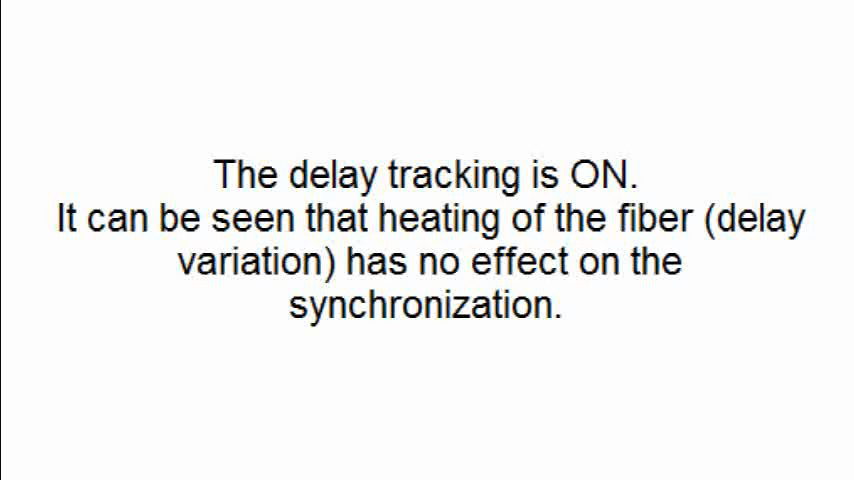 The delay tracking is ON.
It can be seen that heating of the fiber (delay
variation) has no effect on the
synchronization.